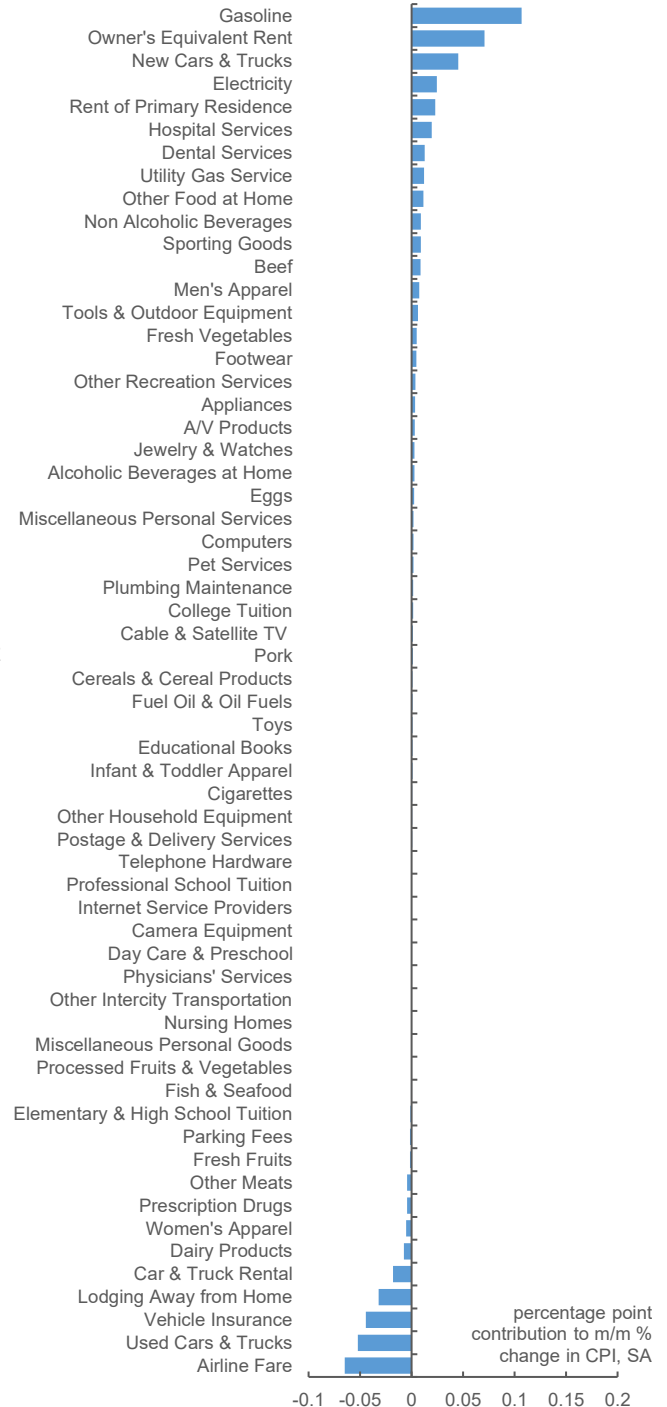 Gasoline
Owner's Equivalent Rent
New Cars & Trucks
Electricity
Rent of Primary Residence
Hospital Services
Dental Services
Utility Gas Service
Other Food at Home
Non Alcoholic Beverages
Sporting Goods
Beef
Men's Apparel
Tools & Outdoor Equipment
Fresh Vegetables
Footwear
Other Recreation Services
Appliances
A/V Products
Jewelry & Watches
Alcoholic Beverages at Home
Eggs
Miscellaneous Personal Services
Computers
Pet Services
Plumbing Maintenance
College Tuition
Cable & Satellite TV
Pork
Cereals & Cereal Products
Fuel Oil & Oil Fuels
Toys
Educational Books
Infant & Toddler Apparel
Cigarettes
Other Household Equipment
Postage & Delivery Services
Telephone Hardware
Professional School Tuition
Internet Service Providers
Camera Equipment
Day Care & Preschool
Physicians' Services
Other Intercity Transportation
Nursing Homes
Miscellaneous Personal Goods
Processed Fruits & Vegetables
Fish & Seafood
Elementary & High School Tuition
Parking Fees
Fresh Fruits
Other Meats
Prescription Drugs
Women's Apparel
Dairy Products
Car & Truck Rental
Lodging Away from Home
Vehicle Insurance
Used Cars & Trucks
Airline Fare
percentage point
contribution to m/m %
change in CPI, SA
-0.1 -0.05 0 0.05 0.1 0.15 0.2